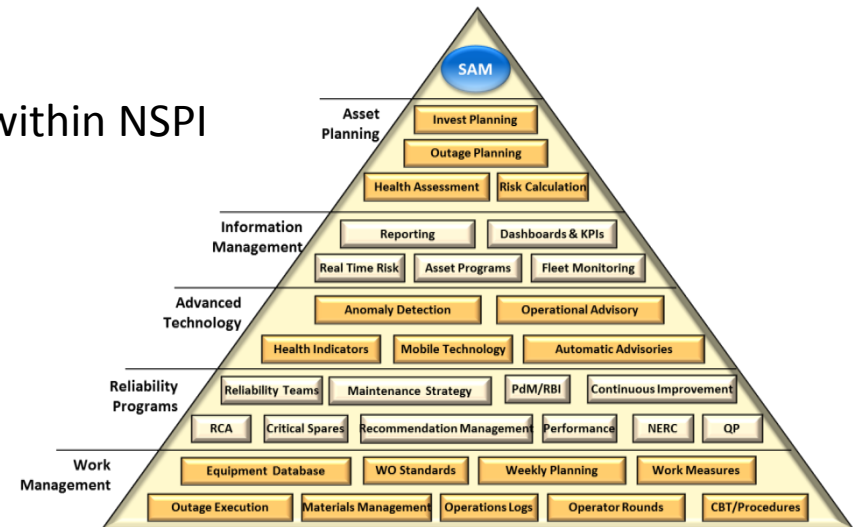 SAM
within NSPI
Asset
Planning
Invest Planning
Outage Planning
Health Assessment Risk Calculation
Information
Management
Reporting Dashboards & KPIs
Real Time Risk Asset Programs Fleet Monitoring
Advanced
Technology
Anomaly Detection Operational Advisory
Health Indicators Mobile Technology Automatic Advisories
Reliability
Programs
Reliability Teams Maintenance Strategy PdM/RBI Continuous Improvement
RCA Critical Spares Recommendation Management Performance NERC QP
Work
Management
Equipment Database WO Standards Weekly Planning Work Measures
Outage Execution Materials Management Operations Logs Operator Rounds CBT/Procedures